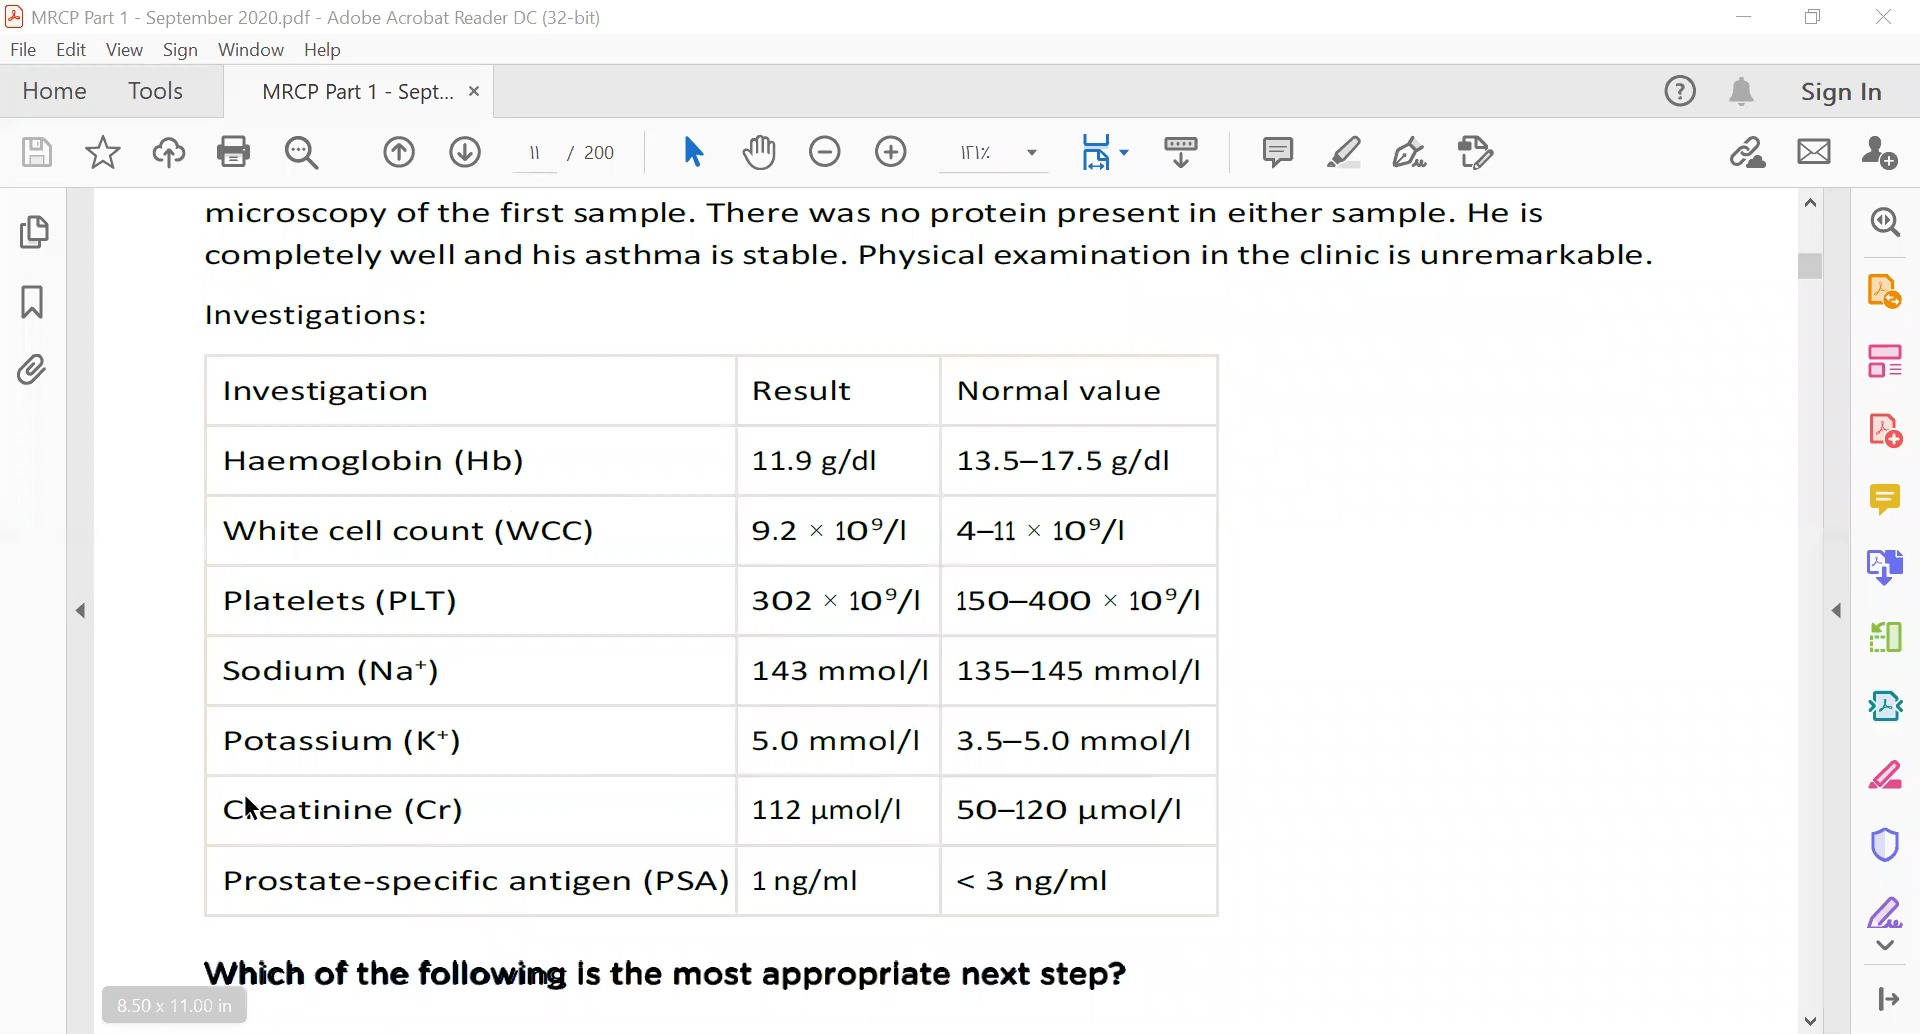 MRCP Part 1 - September 2020.pdf - Adobe Acrobat Reader DC (32-bit)
File Edit View Sign Window Help
Home Tools MRCP Part 1 - Sept... × Sign In
١١ / 200 ١٢١٪
microscopy of the first sample. There was no protein present in either sample. He is
completely well and his asthma is stable. Physical examination in the clinic is unremarkable.
Investigations:
Investigation Result Normal value
Haemoglobin (Hb) 11.9 g/dl 13.5–17.5 g/dl
White cell count (WCC) 9.2 × 10⁹/l 4–11 × 10⁹/l
Platelets (PLT) 302 × 10⁹/l 150–400 × 10⁹/l
Sodium (Na⁺) 143 mmol/l 135–145 mmol/l
Potassium (K⁺) 5.0 mmol/l 3.5–5.0 mmol/l
Creatinine (Cr) 112 µmol/l 50–120 µmol/l
Prostate-specific antigen (PSA) 1 ng/ml < 3 ng/ml
Which of the following is the most appropriate next step?
8.50 x 11.00 in